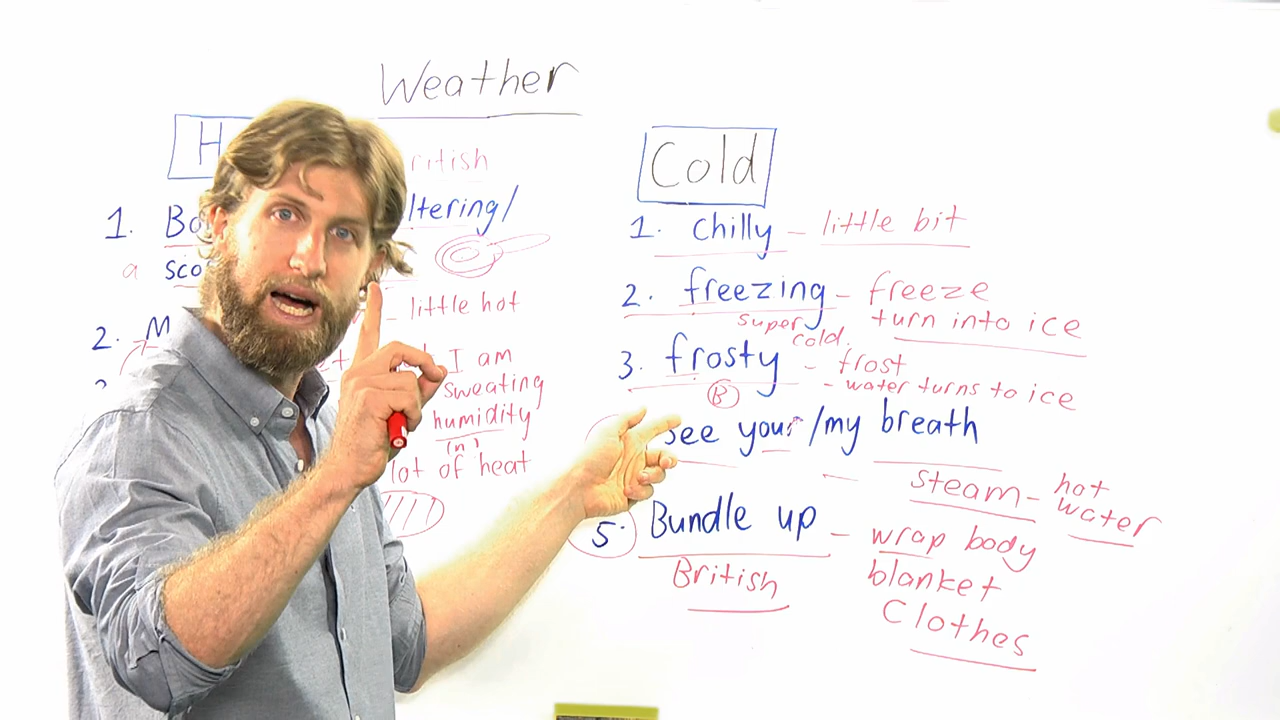 Weather
ritish
1. Bo ltering/
a sco
little hot
2. M
I am
sweating
humidity
(n)
lot of heat
Cold
1. Chilly - little bit
2. freezing - freeze
super cold. turn into ice
3. frosty - frost
B - water turns to ice
see your/my breath
steam - hot water
5. Bundle up - wrap body
British blanket
Clothes